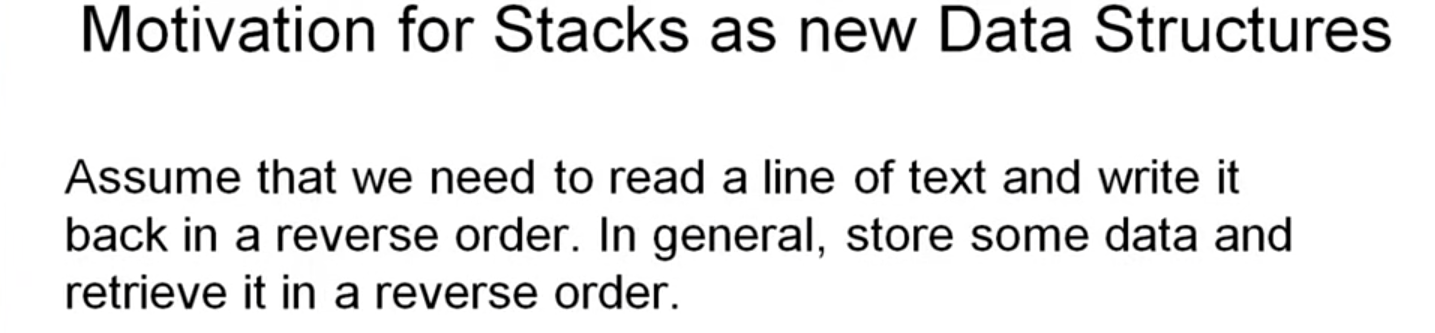 Motivation for Stacks as new Data Structures
Assume that we need to read a line of text and write it
back in a reverse order. In general, store some data and
retrieve it in a reverse order.